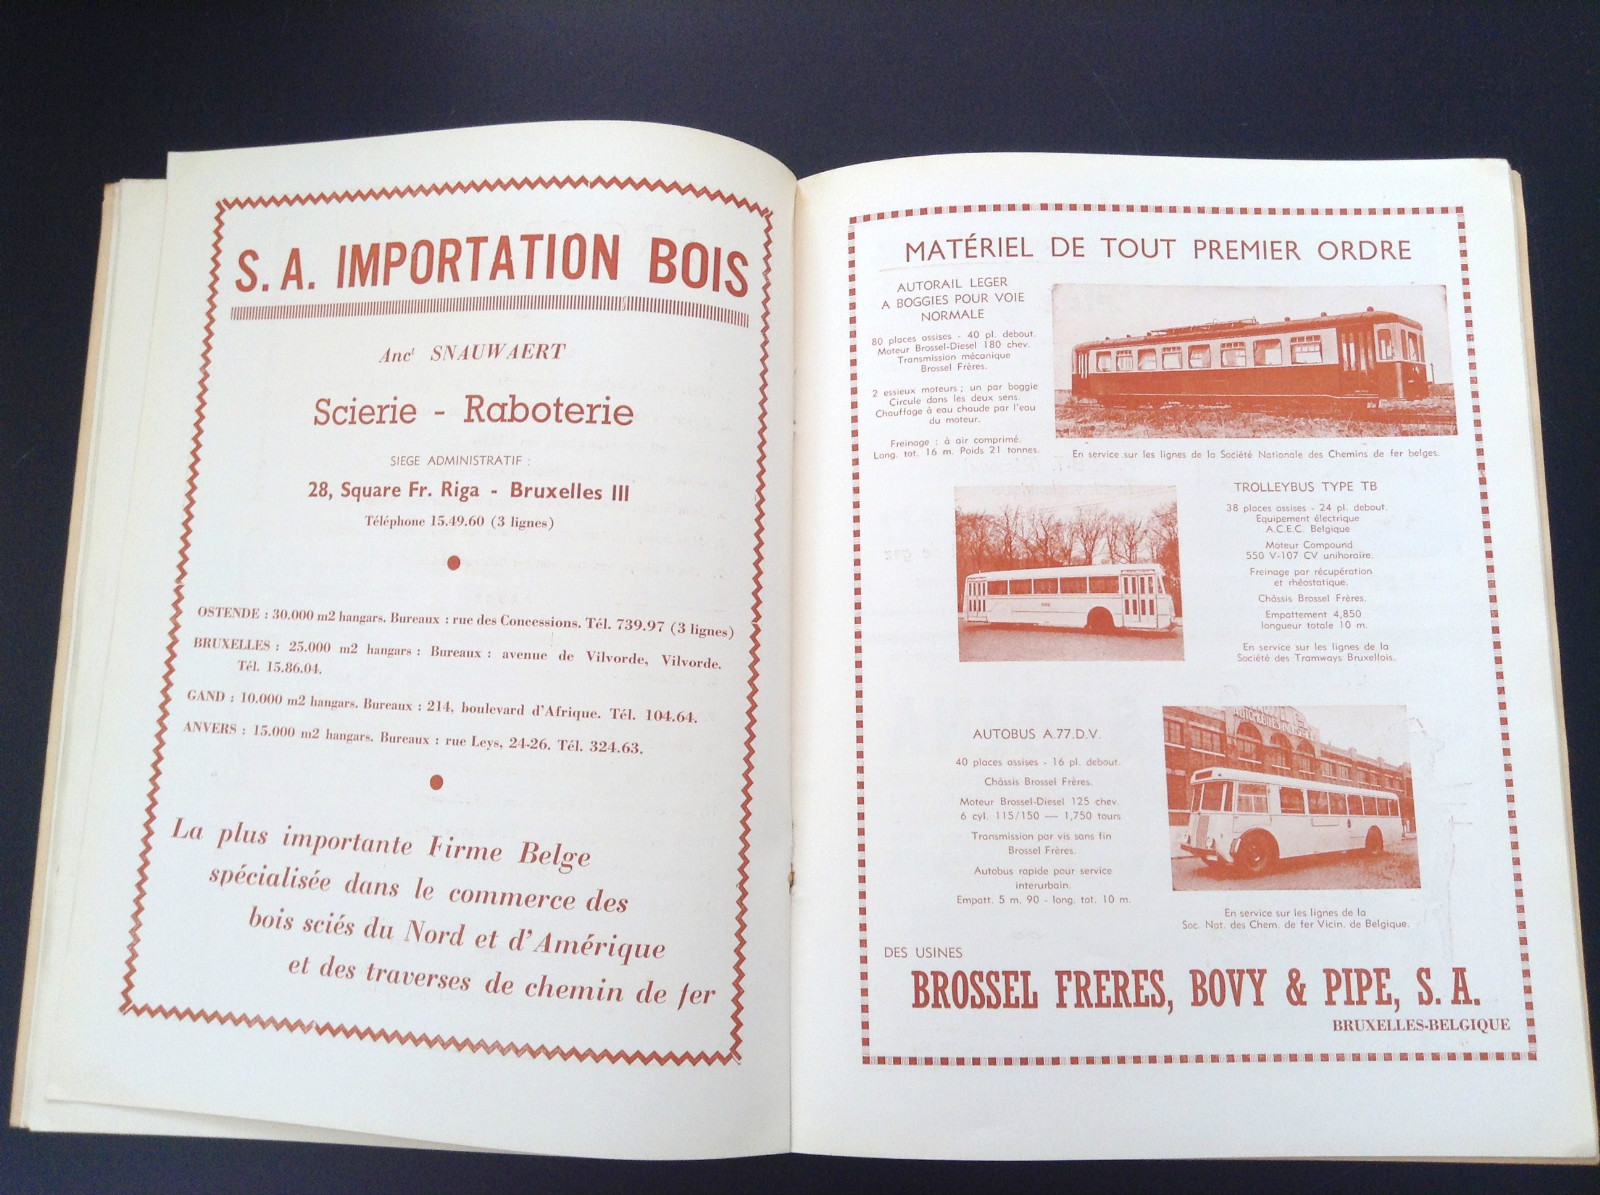 S. A. IMPORTATION BOIS
Anct SNAUWAERT
Scierie - Raboterie
SIEGE ADMINISTRATIF :
28, Square Fr. Riga - Bruxelles III
Téléphone 15.49.60 (3 lignes)
OSTENDE : 30.000 m2 hangars. Bureaux : rue des Concessions. Tél. 739.97 (3 lignes)
BRUXELLES : 25.000 m2 hangars : Bureaux : avenue de Vilvorde, Vilvorde.
Tél. 15.86.04.
GAND : 10.000 m2 hangars. Bureaux : 214, boulevard d'Afrique. Tél. 104.64.
ANVERS : 15.000 m2 hangars. Bureaux : rue Leys, 24-26. Tél. 324.63.
La plus importante Firme Belge
spécialisée dans le commerce des
bois sciés du Nord et d'Amérique
et des traverses de chemin de fer
MATÉRIEL DE TOUT PREMIER ORDRE
AUTORAIL LEGER
A BOGGIES POUR VOIE
NORMALE
80 places assises - 40 pl. debout.
Moteur Brossel-Diesel 180 chev.
Transmission mécanique
Brossel Frères.
2 essieux moteurs ; un par boggie
Circule dans les deux sens.
Chauffage à eau chaude par l'eau
du moteur.
Freinage : à air comprimé.
Long. tot. 16 m. Poids 21 tonnes.
En service sur les lignes de la Société Nationale des Chemins de fer belges.
TROLLEYBUS TYPE TB
38 places assises - 24 pl. debout.
Equipement électrique
A.C.E.C. Belgique
Moteur Compound
550 V-107 CV unihoraire.
Freinage par récupération
et rhéostatique.
Châssis Brossel Frères.
Empattement 4,850
longueur totale 10 m.
En service sur les lignes de la
Société des Tramways Bruxellois.
AUTOBUS A.77.D.V.
40 places assises - 16 pl. debout.
Châssis Brossel Frères.
Moteur Brossel-Diesel 125 chev.
6 cyl. 115/150 — 1,750 tours
Transmission par vis sans fin
Brossel Frères.
Autobus rapide pour service
interurbain.
Empatt. 5 m. 90 - long. tot. 10 m.
En service sur les lignes de la
Soc. Nat. des Chem. de fer Vicin. de Belgique.
DES USINES
BROSSEL FRERES, BOVY & PIPE, S. A.
BRUXELLES-BELGIQUE